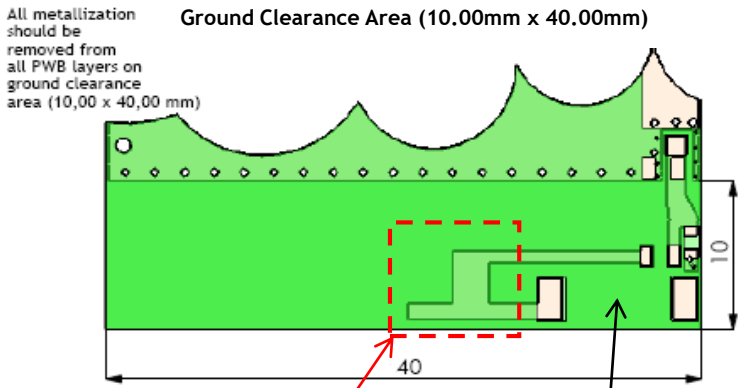 All metallization
should be
removed from
all PWB layers on
ground clearance
area (10,00 x 40,00 mm)
Ground Clearance Area (10.00mm x 40.00mm)
10
40